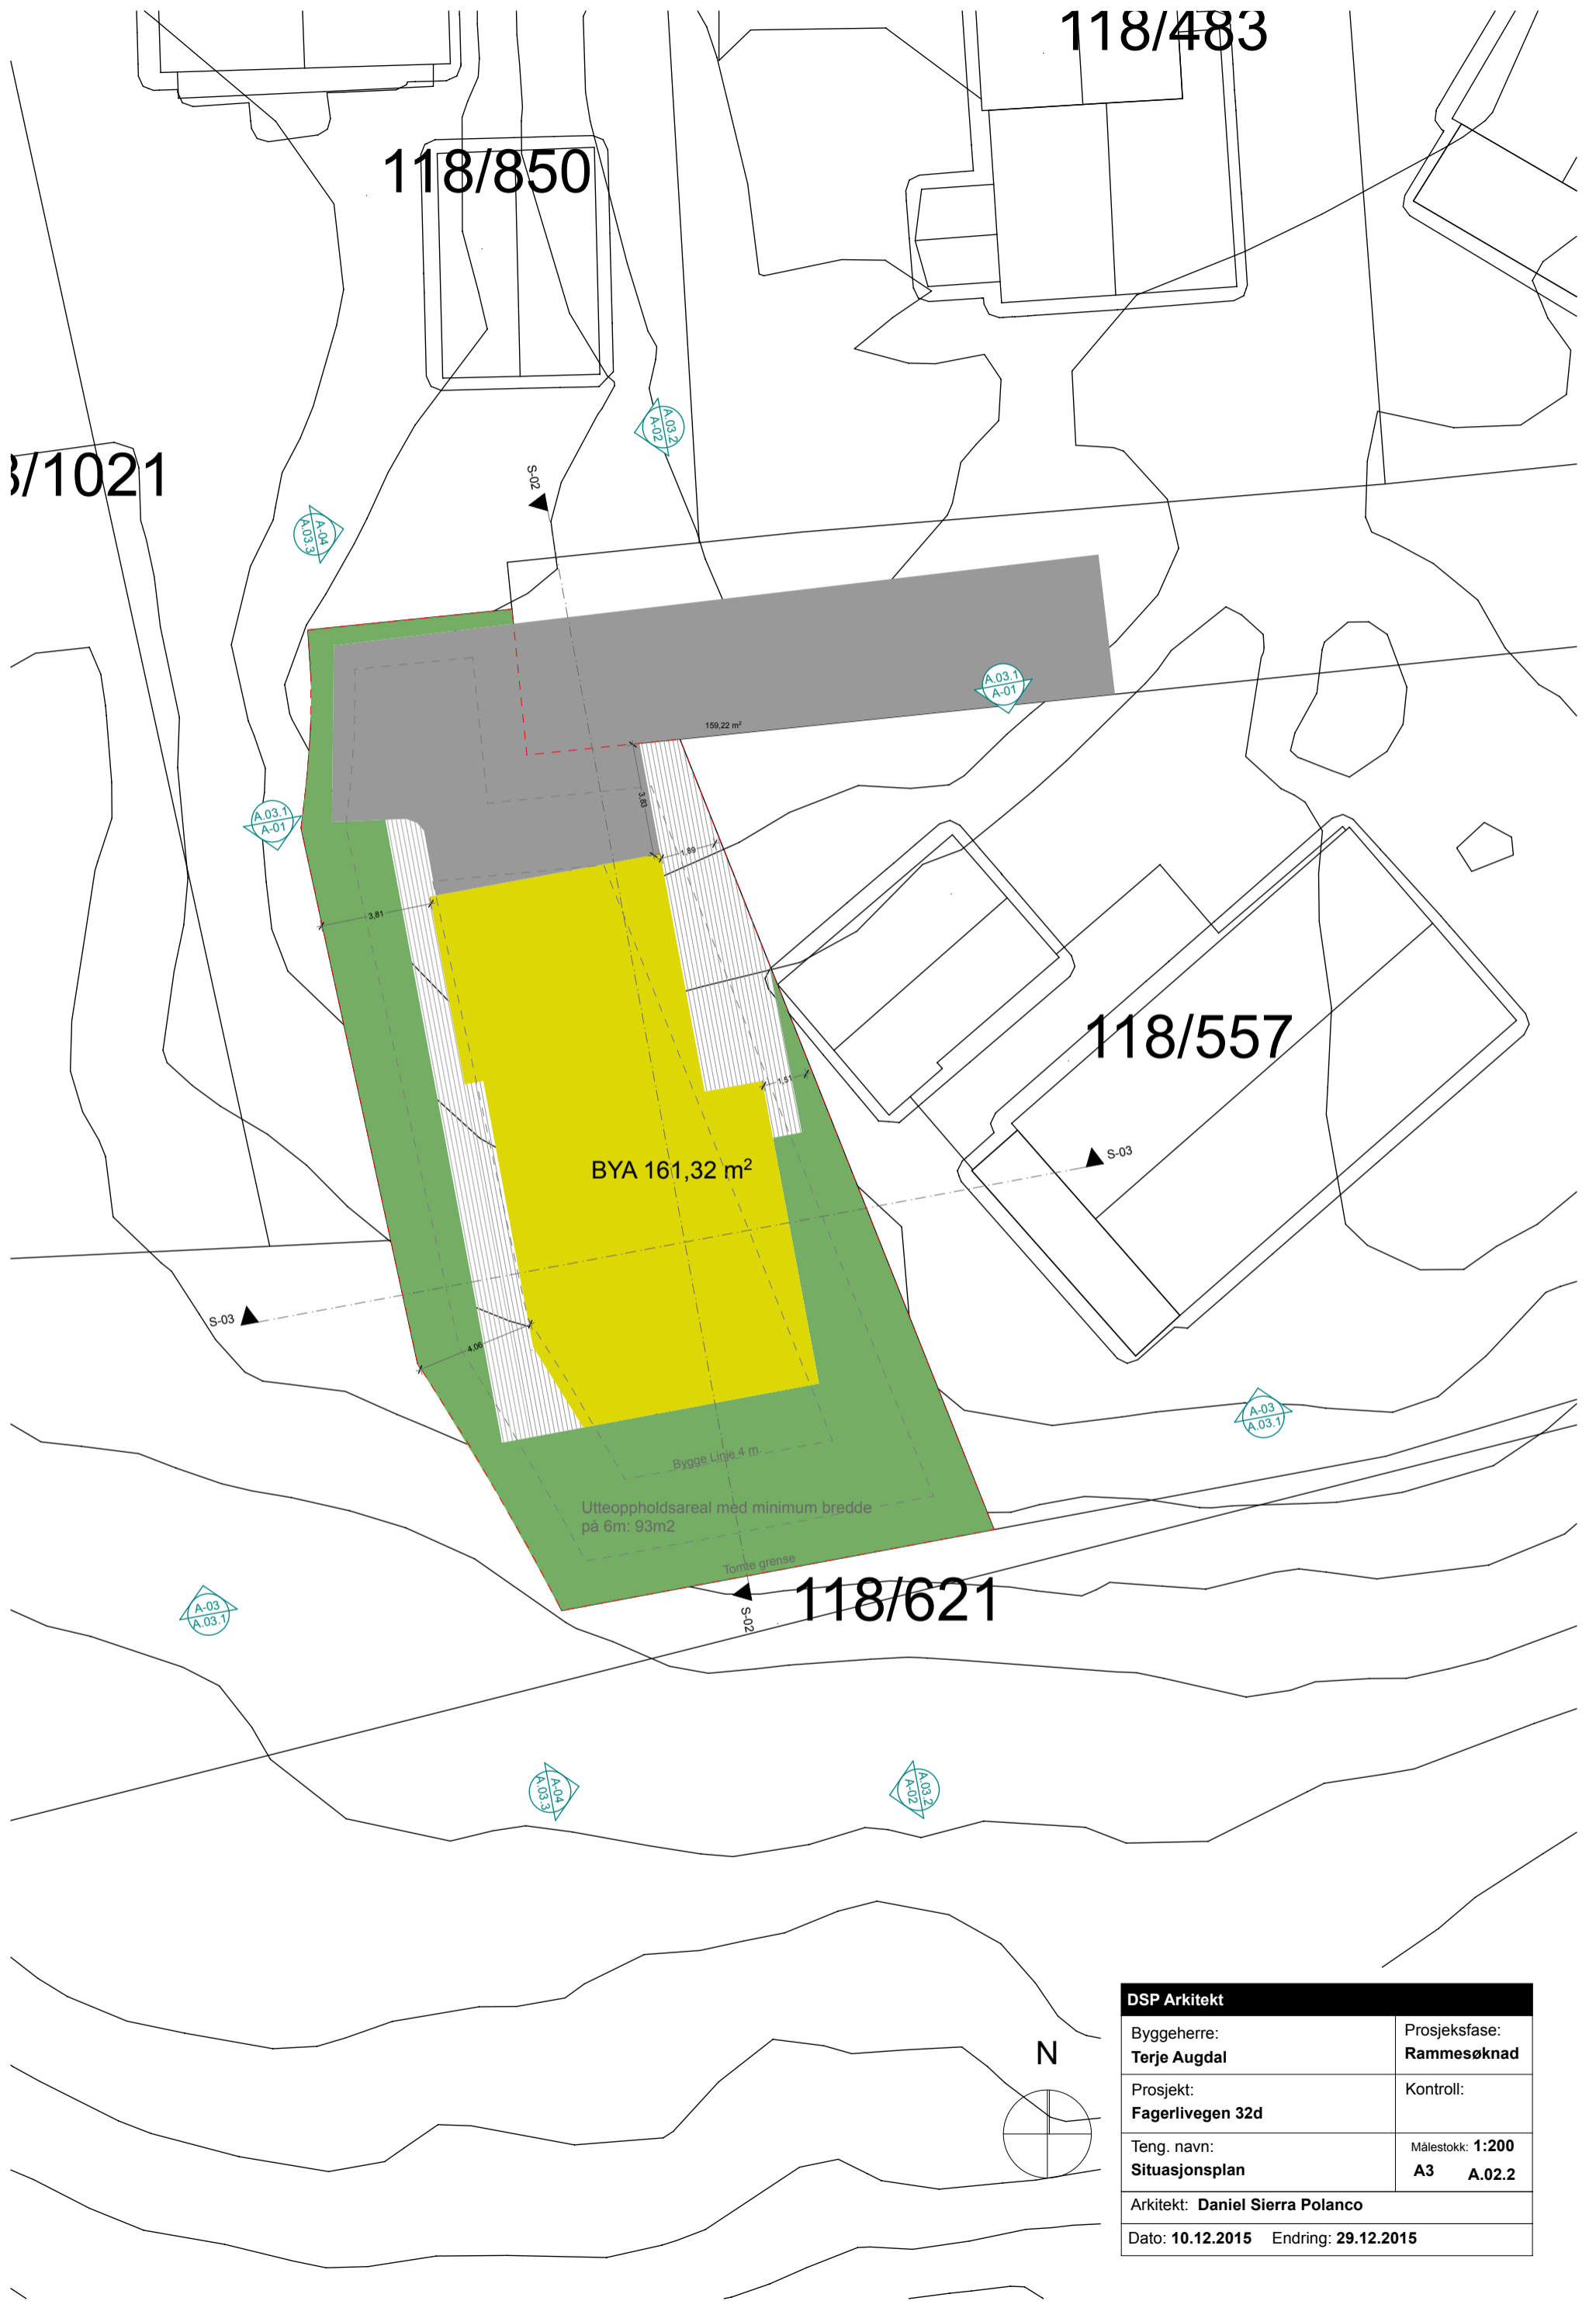 118/483
118/850
A.03.2
A-02
S-02
3/1021
A-04
A.03.3
A.03.1
A-01
159,22 m²
3,83
A.03.1
A-01
1,89
3,81
118/557
1,51
S-03
BYA 161,32 m²
S-03
4,06
A-03
A.03.1
Bygge Linje 4 m.
Utteoppholdsareal med minimum bredde
på 6m: 93m2
Tomte grense
118/621
S-02
A-03
A.03.1
A-04
A.03.3
A.03.2
A-02
N
DSP Arkitekt
Byggeherre:
Terje Augdal
Prosjeksfase:
Rammesøknad
Prosjekt:
Fagerlivegen 32d
Kontroll:
Teng. navn:
Situasjonsplan
Målestokk: 1:200
A3 A.02.2
Arkitekt: Daniel Sierra Polanco
Dato: 10.12.2015 Endring: 29.12.2015